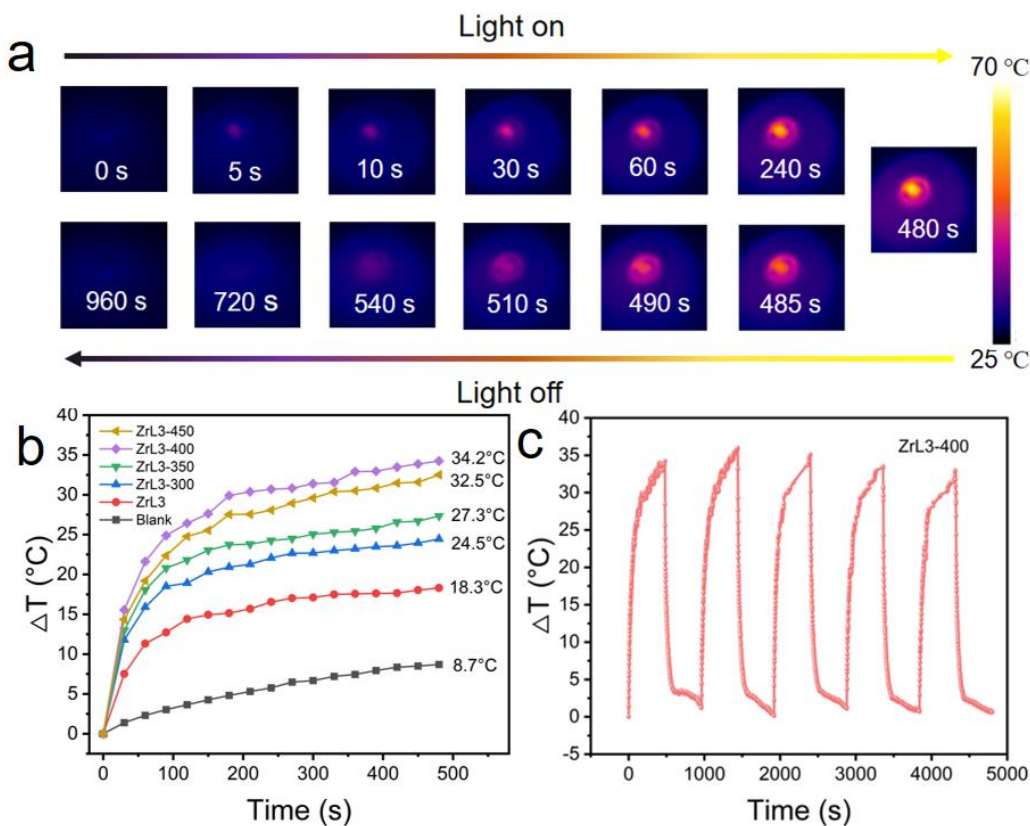 Light on
a
70 ℃
0 s
5 s
10 s
30 s
60 s
240 s
480 s
960 s
720 s
540 s
510 s
490 s
485 s
25 ℃
Light off
b
40
35
30
25
20
15
10
5
0
△T (°C)
ZrL3-450
ZrL3-400
ZrL3-350
ZrL3-300
ZrL3
Blank
34.2°C
32.5°C
27.3°C
24.5°C
18.3°C
8.7°C
0 100 200 300 400 500
Time (s)
c
40
35
30
25
20
15
10
5
0
-5
△T (°C)
ZrL3-400
0 1000 2000 3000 4000 5000
Time (s)